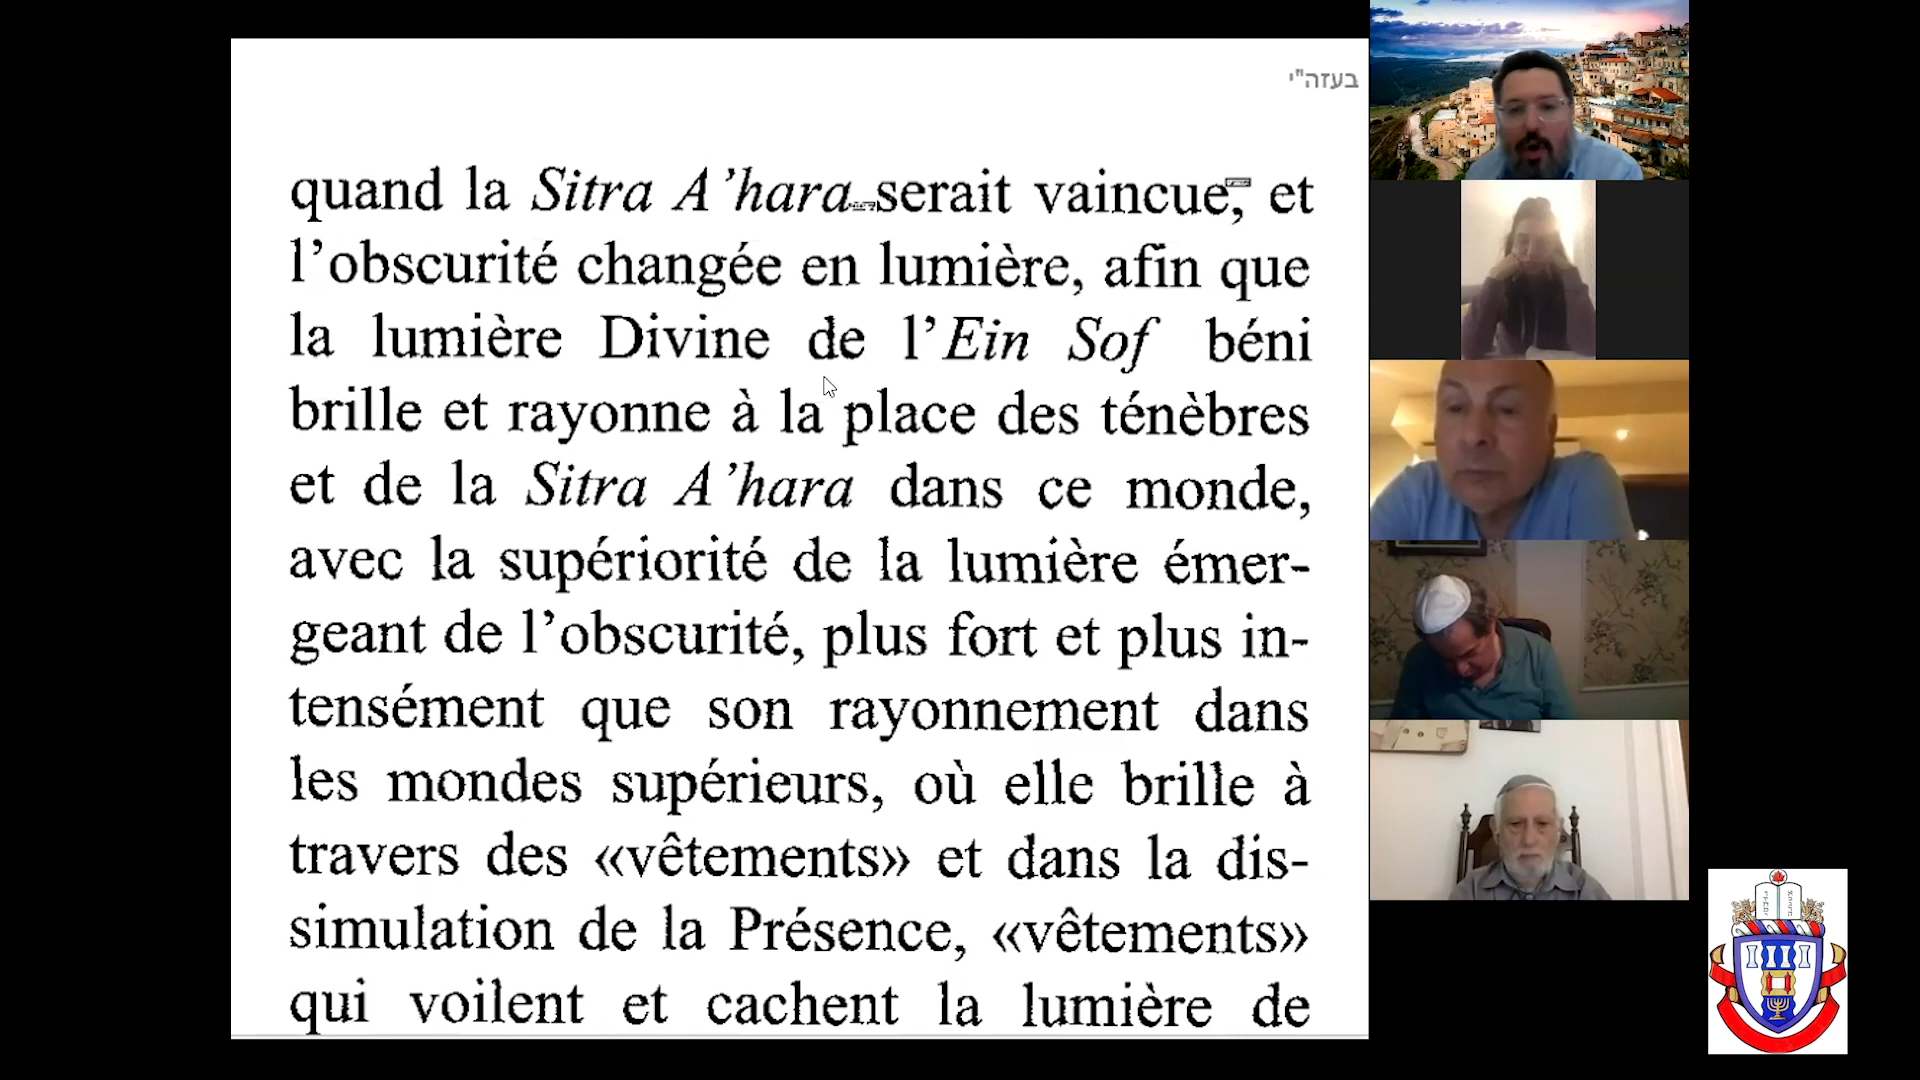 בעזה"י
quand la Sitra A’hara serait vaincue, et
l’obscurité changée en lumière, afin que
la lumière Divine de l’Ein Sof béni
brille et rayonne à la place des ténèbres
et de la Sitra A’hara dans ce monde,
avec la supériorité de la lumière émer-
geant de l’obscurité, plus fort et plus in-
tensément que son rayonnement dans
les mondes supérieurs, où elle brille à
travers des «vêtements» et dans la dis-
simulation de la Présence, «vêtements»
qui voilent et cachent la lumière de